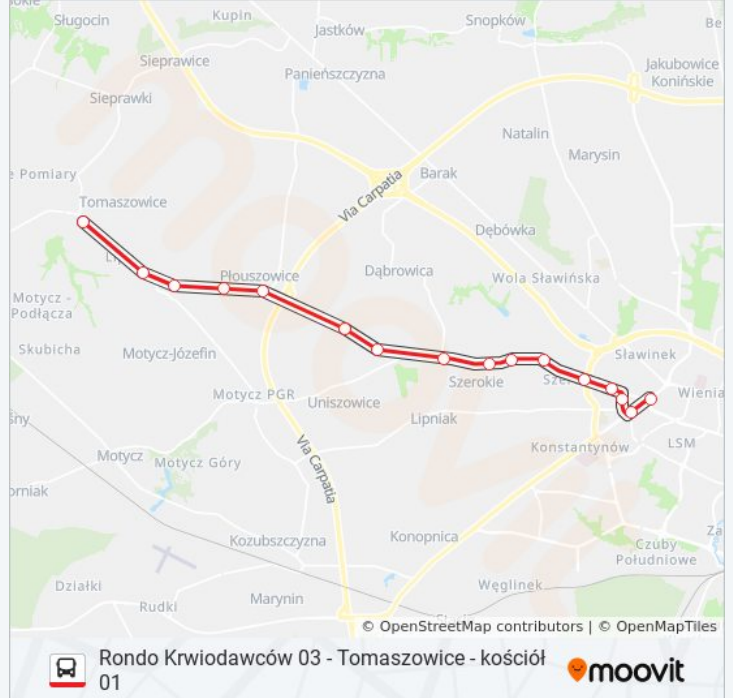 Sługocin
Kupin
Jastków
Snopków
Sieprawice
Panieńszczyzna
Jakubowice
Konińskie
Sieprawki
Natalin
Marysin
e Pomiary
Barak
Tomaszowice
Via Carpatia
Dębówka
Płouszowice
Dąbrowica
Wola Sławińska
Motycz -
Podłącza
Skubicha
Motycz-Józefin
Sławinek
Szerokie
Motycz PGR
Uniszowice
Wienia
Lipniak
śny
Konstantynów
LSM
Motycz
Motycz Góry
Via Carpatia
orniak
Kozubszczyzna
Konopnica
Za
Czuby
Południowe
Działki
Węglinek
Rudki
Marynin
© OpenStreetMap contributors | © OpenMapTiles
Rondo Krwiodawców 03 - Tomaszowice - kościół
01
moovit